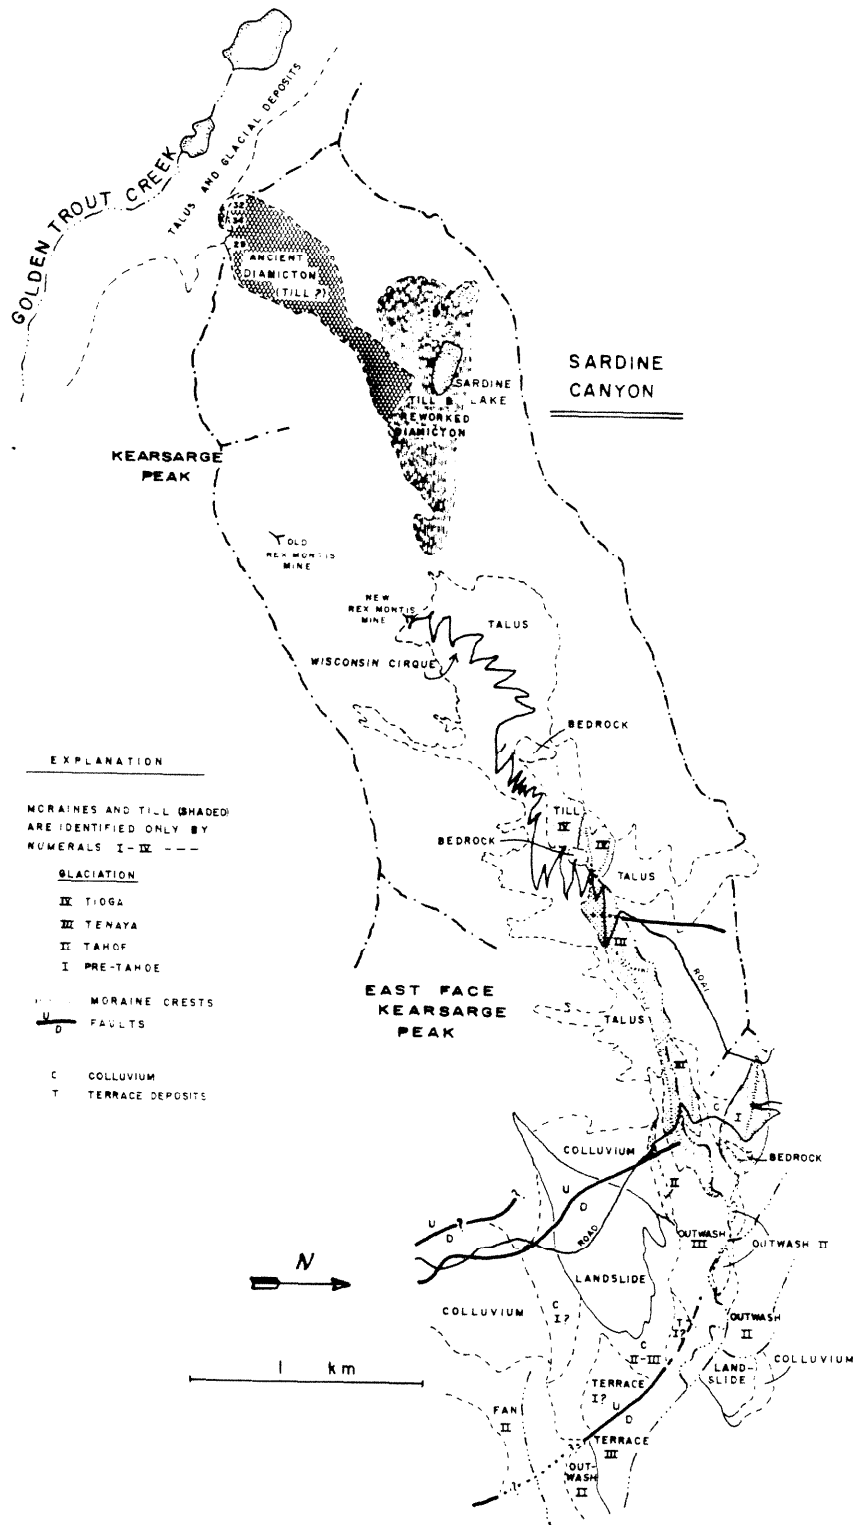 GOLDEN TROUT CREEK
TALUS AND GLACIAL DEPOSITS
32
34
29
ANCIENT
DIAMICTON
(TILL ?)
SARDINE
CANYON
SARDINE
LAKE
TILL &
REWORKED
DIAMICTON
KEARSARGE
PEAK
OLD
REX MONTIS
MINE
NEW
REX MONTIS
MINE
TALUS
WISCONSIN CIRQUE
BEDROCK
TILL
IV
IV
BEDROCK
TALUS
III
ROAD
EXPLANATION
MORAINES AND TILL (SHADED)
ARE IDENTIFIED ONLY BY
NUMERALS I-IV ---
GLACIATION
IV TIOGA
III TENAYA
II TAHOE
I PRE-TAHOE
MORAINE CRESTS
U
D
FAULTS
C COLLUVIUM
T TERRACE DEPOSITS
EAST FACE
KEARSARGE
PEAK
TALUS
III
C
I
BEDROCK
COLLUVIUM
II
U
D
?
U
D
?
ROAD
OUTWASH
III
OUTWASH II
N
LANDSLIDE
COLLUVIUM
C
I?
T
I?
OUTWASH
II
C
II-III
LAND-
SLIDE
COLLUVIUM
1 km
TERRACE
I?
U
D
FAN
II
TERRACE
III
OUT-
WASH
II
?